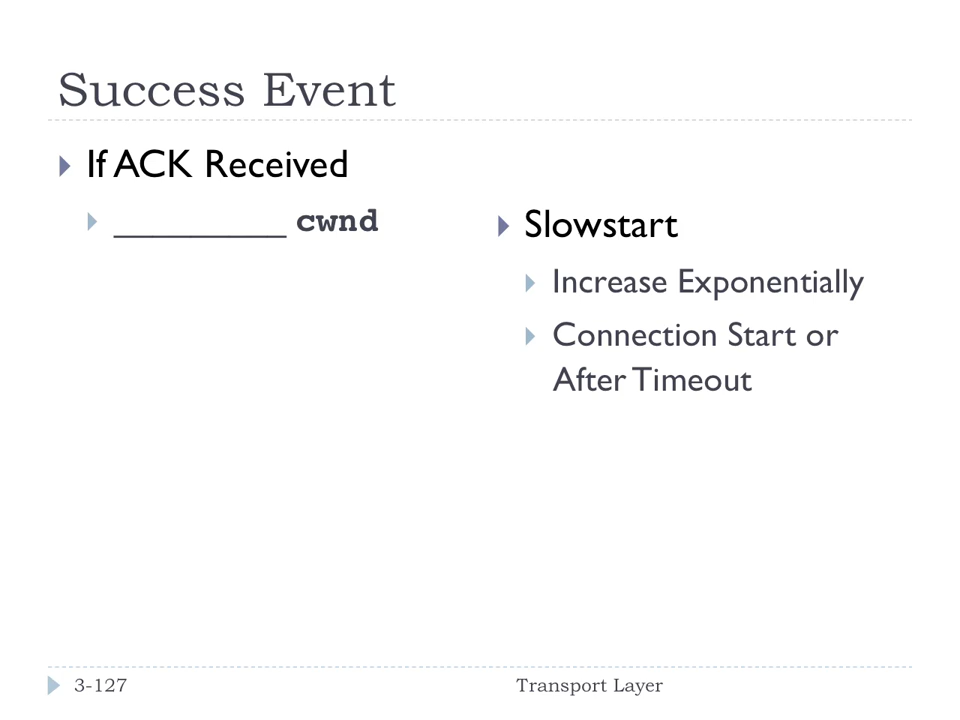 Success Event
If ACK Received
_________ cwnd
Slowstart
Increase Exponentially
Connection Start or
After Timeout
3-127
Transport Layer